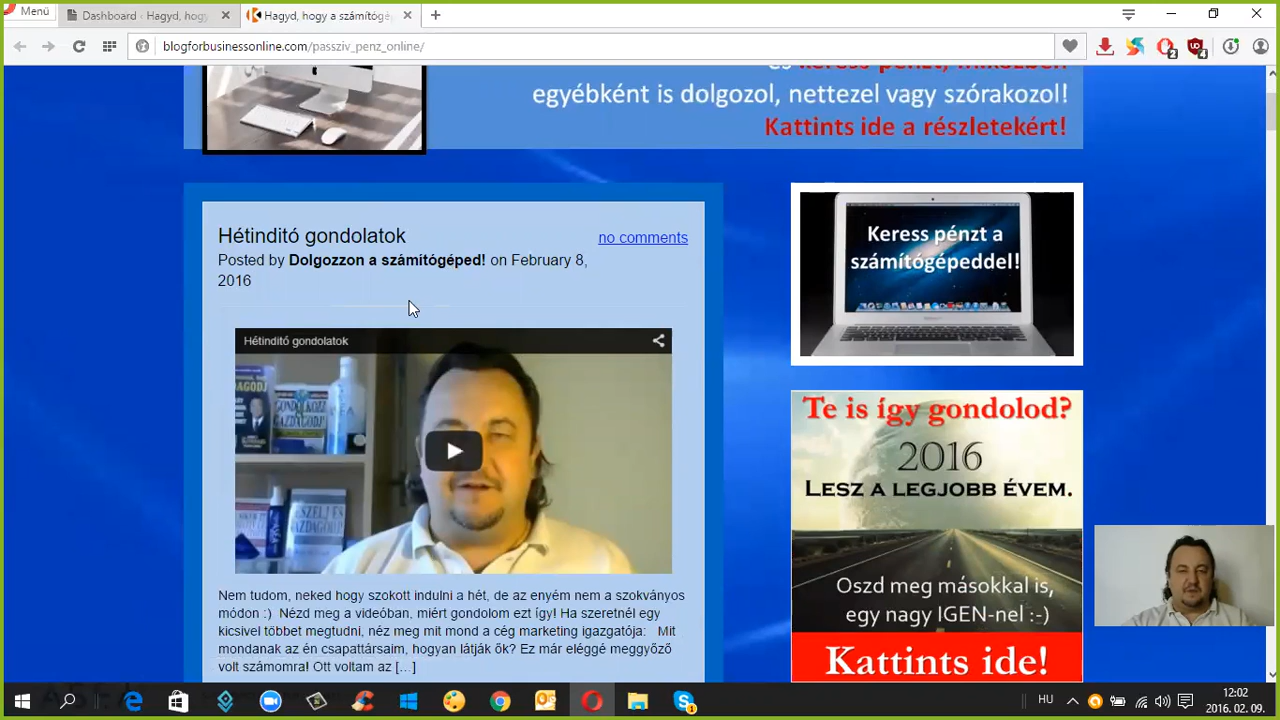 Menü
Dashboard ‹ Hagyd, hogy
Hagyd, hogy a számítógép
blogforbusinessonline.com/passziv_penz_online/
2
4
egyébként is dolgozol, nettezel vagy szórakozol!
Kattints ide a részletekért!
Hétinditó gondolatok
no comments
Posted by Dolgozzon a számítógéped! on February 8,
2016
Hétinditó gondolatok
Nem tudom, neked hogy szokott indulni a hét, de az enyém nem a szokványos
módon :) Nézd meg a videóban, miért gondolom ezt így! Ha szeretnél egy
kicsivel többet megtudni, néz meg mit mond a cég marketing igazgatója: Mit
mondanak az én csapattársaim, hogyan látják ők? Ez már eléggé meggyőző
volt számomra! Ott voltam az […]
Keress pénzt a
számítógépeddel!
Te is így gondolod?
2016
LESZ A LEGJOBB ÉVEM.
Oszd meg másokkal is,
egy nagy IGEN-nel :-)
Kattints ide!
HU
12:02
2016. 02. 09.